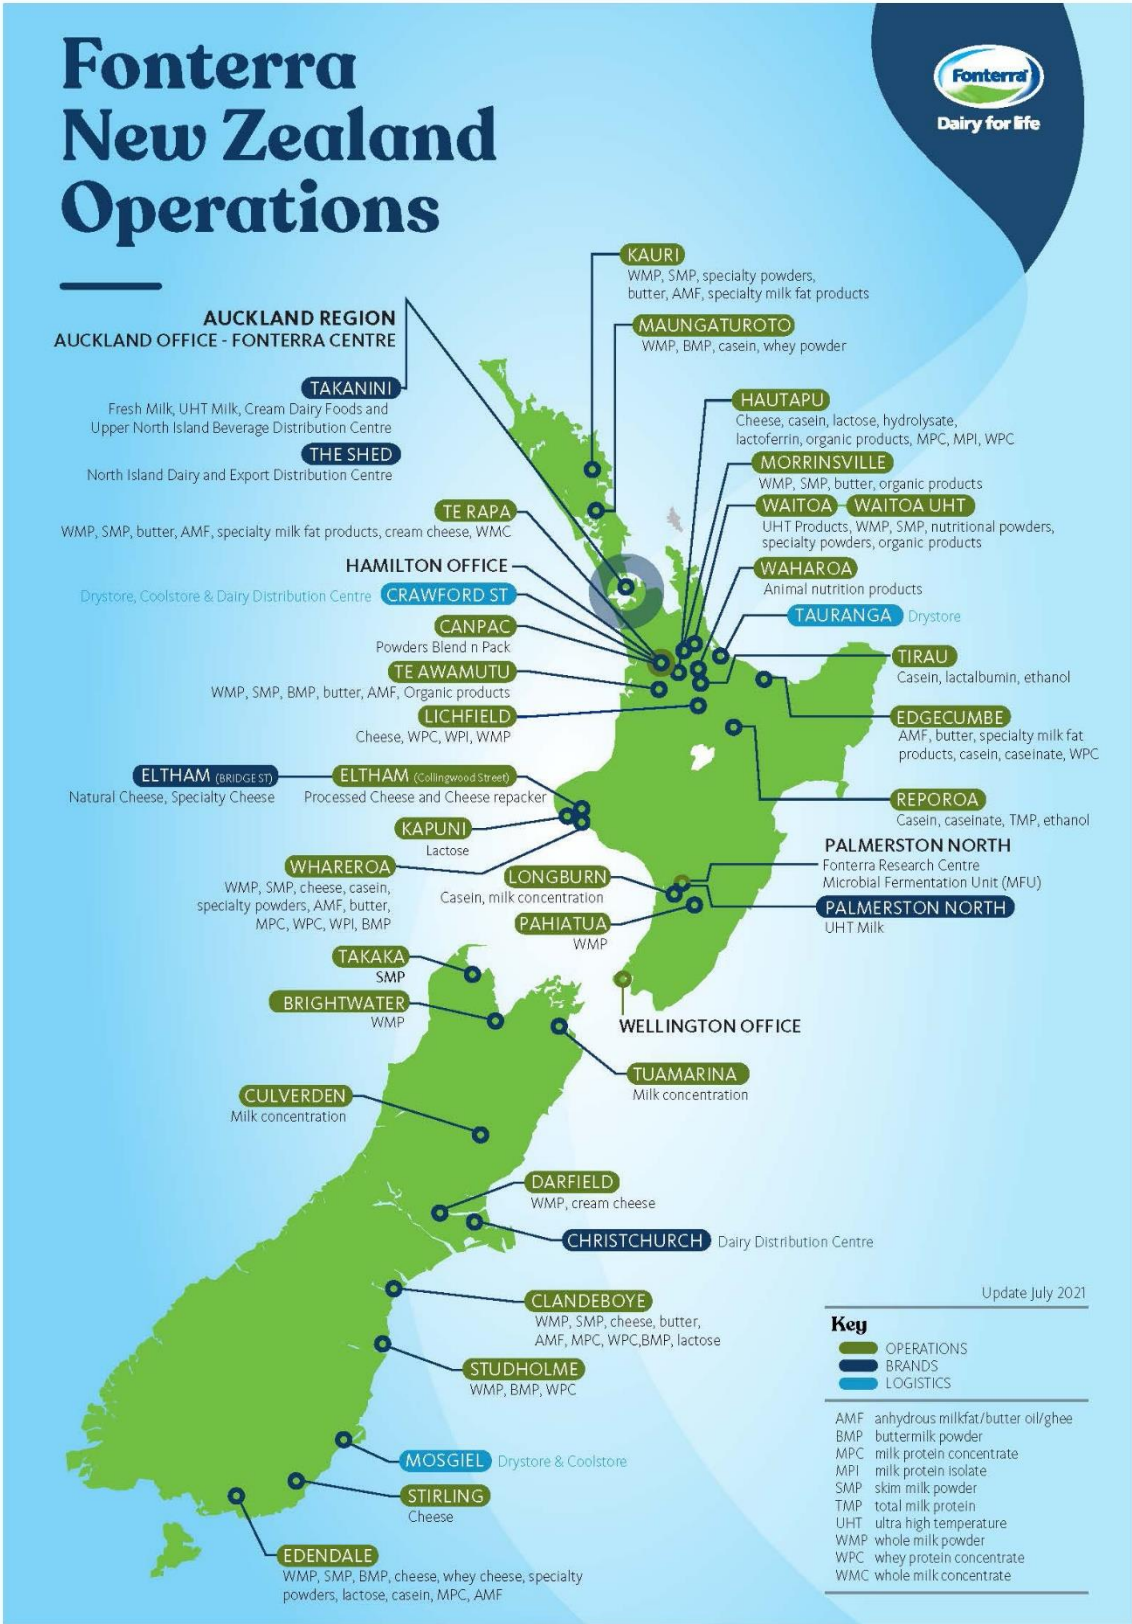 Fonterra
New Zealand
Operations
Fonterra
Dairy for life
AUCKLAND REGION
AUCKLAND OFFICE - FONTERRA CENTRE
TAKANINI
Fresh Milk, UHT Milk, Cream Dairy Foods and
Upper North Island Beverage Distribution Centre
THE SHED
North Island Dairy and Export Distribution Centre
TE RAPA
WMP, SMP, butter, AMF, specialty milk fat products, cream cheese, WMC
HAMILTON OFFICE
Drystore, Coolstore & Dairy Distribution Centre CRAWFORD ST
CANPAC
Powders Blend n Pack
TE AWAMUTU
WMP, SMP, BMP, butter, AMF, Organic products
LICHFIELD
Cheese, WPC, WPI, WMP
ELTHAM (BRIDGE ST)
Natural Cheese, Specialty Cheese
ELTHAM (Collingwood Street)
Processed Cheese and Cheese repacker
KAPUNI
Lactose
WHAREROA
WMP, SMP, cheese, casein,
specialty powders, AMF, butter,
MPC, WPC, WPI, BMP
LONGBURN
Casein, milk concentration
PAHIATUA
WMP
KAURI
WMP, SMP, specialty powders,
butter, AMF, specialty milk fat products
MAUNGATUROTO
WMP, BMP, casein, whey powder
HAUTAPU
Cheese, casein, lactose, hydrolysate,
lactoferrin, organic products, MPC, MPI, WPC
MORRINSVILLE
WMP, SMP, butter, organic products
WAITOA WAITOA UHT
UHT Products, WMP, SMP, nutritional powders,
specialty powders, organic products
WAHAROA
Animal nutrition products
TAURANGA Drystore
TIRAU
Casein, lactalbumin, ethanol
EDGECUMBE
AMF, butter, specialty milk fat
products, casein, caseinate, WPC
REPOROA
Casein, caseinate, TMP, ethanol
PALMERSTON NORTH
Fonterra Research Centre
Microbial Fermentation Unit (MFU)
PALMERSTON NORTH
UHT Milk
WELLINGTON OFFICE
TAKAKA
SMP
BRIGHTWATER
WMP
TUAMARINA
Milk concentration
CULVERDEN
Milk concentration
DARFIELD
WMP, cream cheese
CHRISTCHURCH Dairy Distribution Centre
CLANDEBOYE
WMP, SMP, cheese, butter,
AMF, MPC, WPC,BMP, lactose
STUDHOLME
WMP, BMP, WPC
MOSGIEL Drystore & Coolstore
STIRLING
Cheese
EDENDALE
WMP, SMP, BMP, cheese, whey cheese, specialty
powders, lactose, casein, MPC, AMF
Update July 2021
Key
OPERATIONS
BRANDS
LOGISTICS
AMF anhydrous milkfat/butter oil/ghee
BMP buttermilk powder
MPC milk protein concentrate
MPI milk protein isolate
SMP skim milk powder
TMP total milk protein
UHT ultra high temperature
WMP whole milk powder
WPC whey protein concentrate
WMC whole milk concentrate